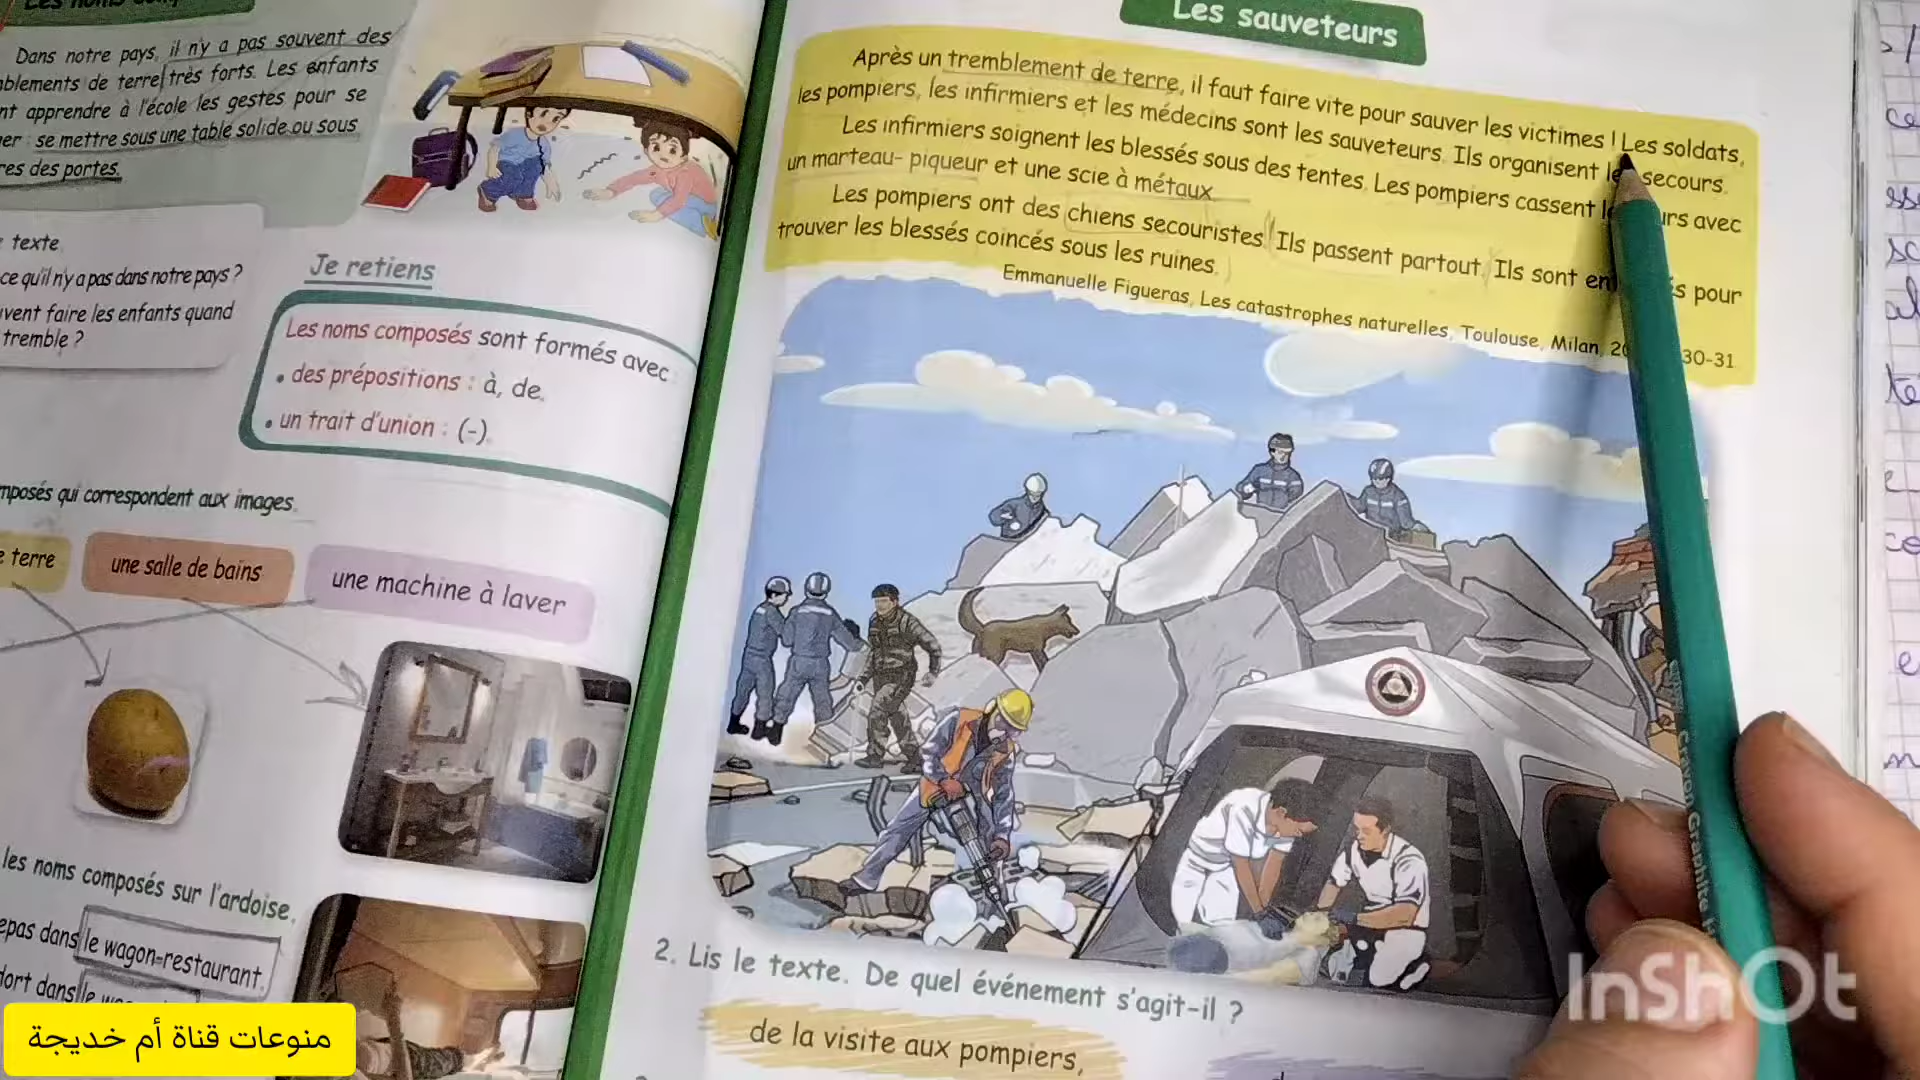 Dans notre pays, il n'y a pas souvent des
de terre très forts. Les enfants
apprendre à l'école les gestes pour se
: se mettre sous une table solide ou sous
des portes.
texte.
ce qu'il n'y a pas dans notre pays ?
faire les enfants quand
tremble ?
Je retiens
Les noms composés sont formés avec :
• des prépositions : à, de.
• un trait d'union : (-).
qui correspondent aux images.
terre
une salle de bains
une machine à laver
les noms composés sur l'ardoise.
dans le wagon-restaurant.
dans le
Les sauveteurs
Après un tremblement de terre, il faut faire vite pour sauver les victimes ! Les soldats,
les pompiers, les infirmiers et les médecins sont les sauveteurs. Ils organisent les secours.
Les infirmiers soignent les blessés sous des tentes. Les pompiers cassent avec
un marteau-piqueur et une scie à métaux.
Les pompiers ont des chiens secouristes. Ils passent partout. Ils sont pour
trouver les blessés coincés sous les ruines.
Emmanuelle Figueras, Les catastrophes naturelles, Toulouse, Milan, 30-31
2. Lis le texte. De quel événement s'agit-il ?
de la visite aux pompiers,
منوعات قناة أم خديجة
InShOt